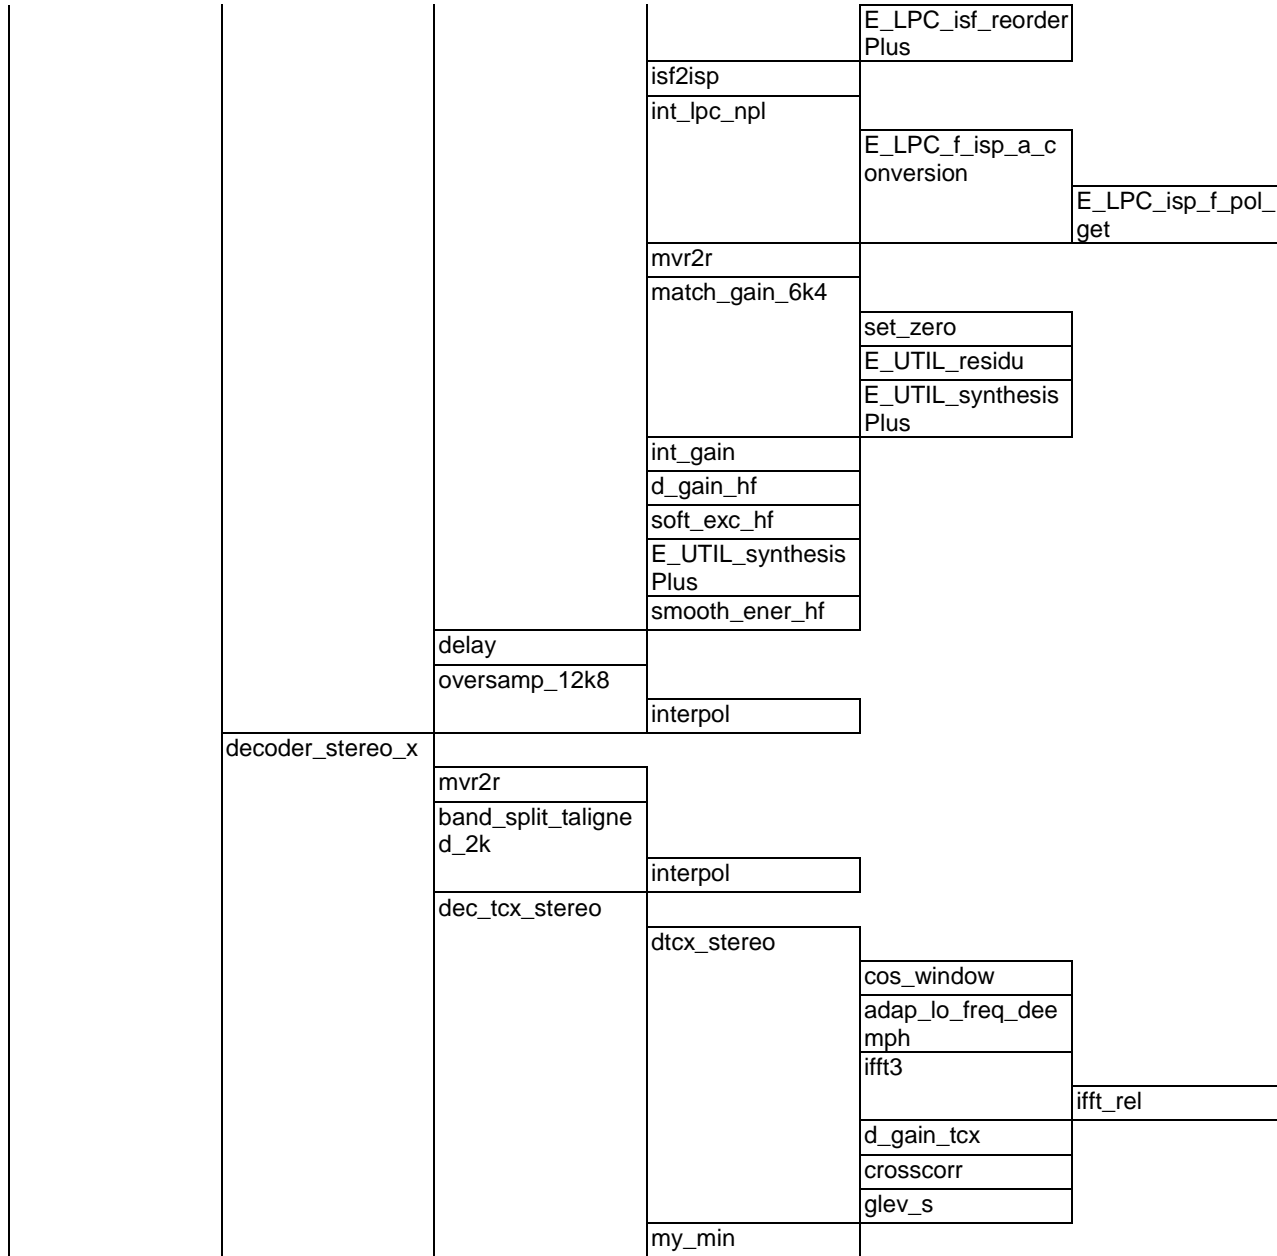 E_LPC_isf_reorder
Plus
isf2isp
int_lpc_npl
E_LPC_f_isp_a_c
onversion
E_LPC_isp_f_pol_
get
mvr2r
match_gain_6k4
set_zero
E_UTIL_residu
E_UTIL_synthesis
Plus
int_gain
d_gain_hf
soft_exc_hf
E_UTIL_synthesis
Plus
smooth_ener_hf
delay
oversamp_12k8
interpol
decoder_stereo_x
mvr2r
band_split_taligne
d_2k
interpol
dec_tcx_stereo
dtcx_stereo
cos_window
adap_lo_freq_dee
mph
ifft3
ifft_rel
d_gain_tcx
crosscorr
glev_s
my_min